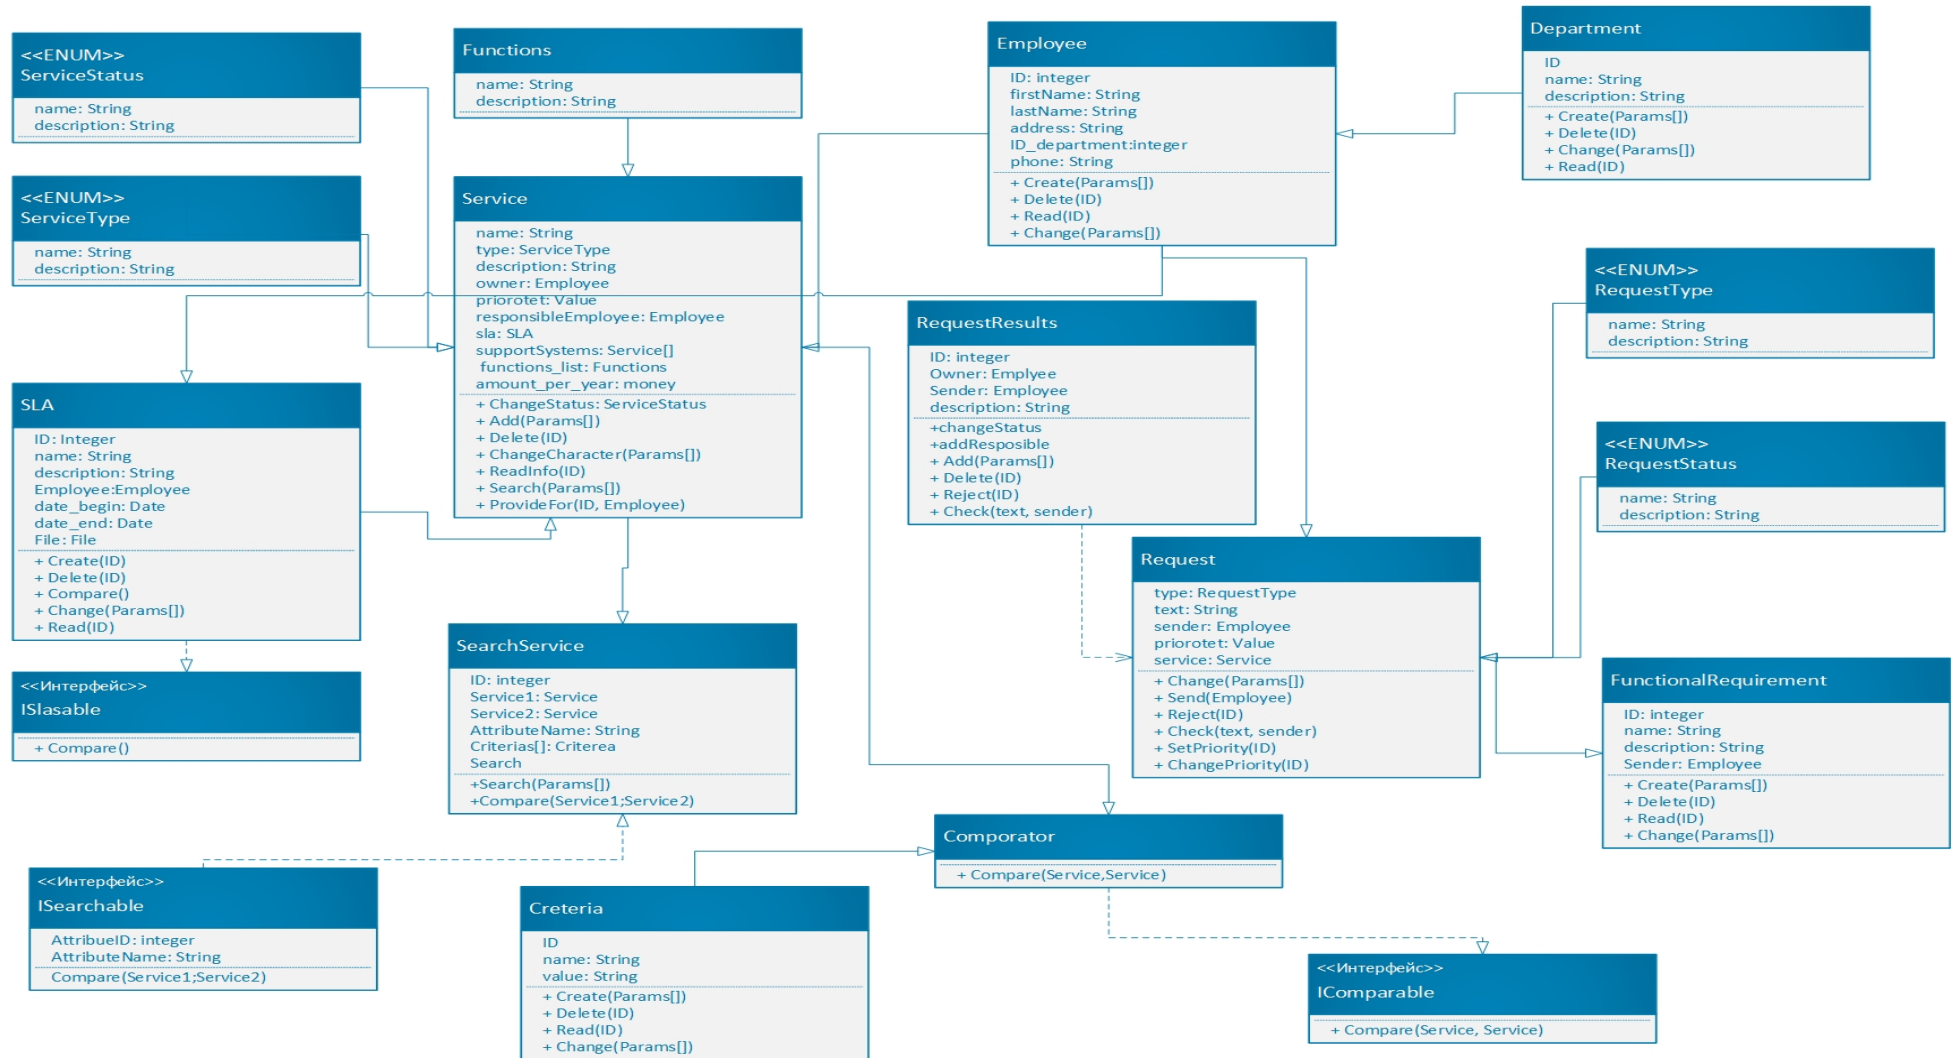 <<ENUM>>
ServiceStatus
name: String
description: String
<<ENUM>>
ServiceType
name: String
description: String
Functions
name: String
description: String
Service
name: String
type: ServiceType
description: String
owner: Employee
priorotet: Value
responsibleEmployee: Employee
sla: SLA
supportSystems: Service[]
functions_list: Functions
amount_per_year: money
+ ChangeStatus: ServiceStatus
+ Add(Params[])
+ Delete(ID)
+ ChangeCharacter(Params[])
+ ReadInfo(ID)
+ Search(Params[])
+ ProvideFor(ID, Employee)
Employee
ID: integer
firstName: String
lastName: String
address: String
ID_department:integer
phone: String
+ Create(Params[])
+ Delete(ID)
+ Read(ID)
+ Change(Params[])
Department
ID
name: String
description: String
+ Create(Params[])
+ Delete(ID)
+ Change(Params[])
+ Read(ID)
<<ENUM>>
RequestType
name: String
description: String
<<ENUM>>
RequestStatus
name: String
description: String
RequestResults
ID: integer
Owner: Emplyee
Sender: Employee
description: String
+changeStatus
+addResposible
+ Add(Params[])
+ Delete(ID)
+ Reject(ID)
+ Check(text, sender)
SLA
ID: Integer
name: String
description: String
Employee:Employee
date_begin: Date
date_end: Date
File: File
+ Create(ID)
+ Delete(ID)
+ Compare()
+ Change(Params[])
+ Read(ID)
<<Интерфейс>>
ISlasable
+ Compare()
SearchService
ID: integer
Service1: Service
Service2: Service
AttributeName: String
Criterias[]: Criterea
Search
+Search(Params[])
+Compare(Service1;Service2)
Request
type: RequestType
text: String
sender: Employee
priorotet: Value
service: Service
+ Change(Params[])
+ Send(Employee)
+ Reject(ID)
+ Check(text, sender)
+ SetPriority(ID)
+ ChangePriority(ID)
FunctionalRequirement
ID: integer
name: String
description: String
Sender: Employee
+ Create(Params[])
+ Delete(ID)
+ Read(ID)
+ Change(Params[])
<<Интерфейс>>
ISearchable
AttribueID: integer
AttributeName: String
Compare(Service1;Service2)
Creteria
ID
name: String
value: String
+ Create(Params[])
+ Delete(ID)
+ Read(ID)
+ Change(Params[])
Comporator
+ Compare(Service,Service)
<<Интерфейс>>
IComparable
+ Compare(Service, Service)